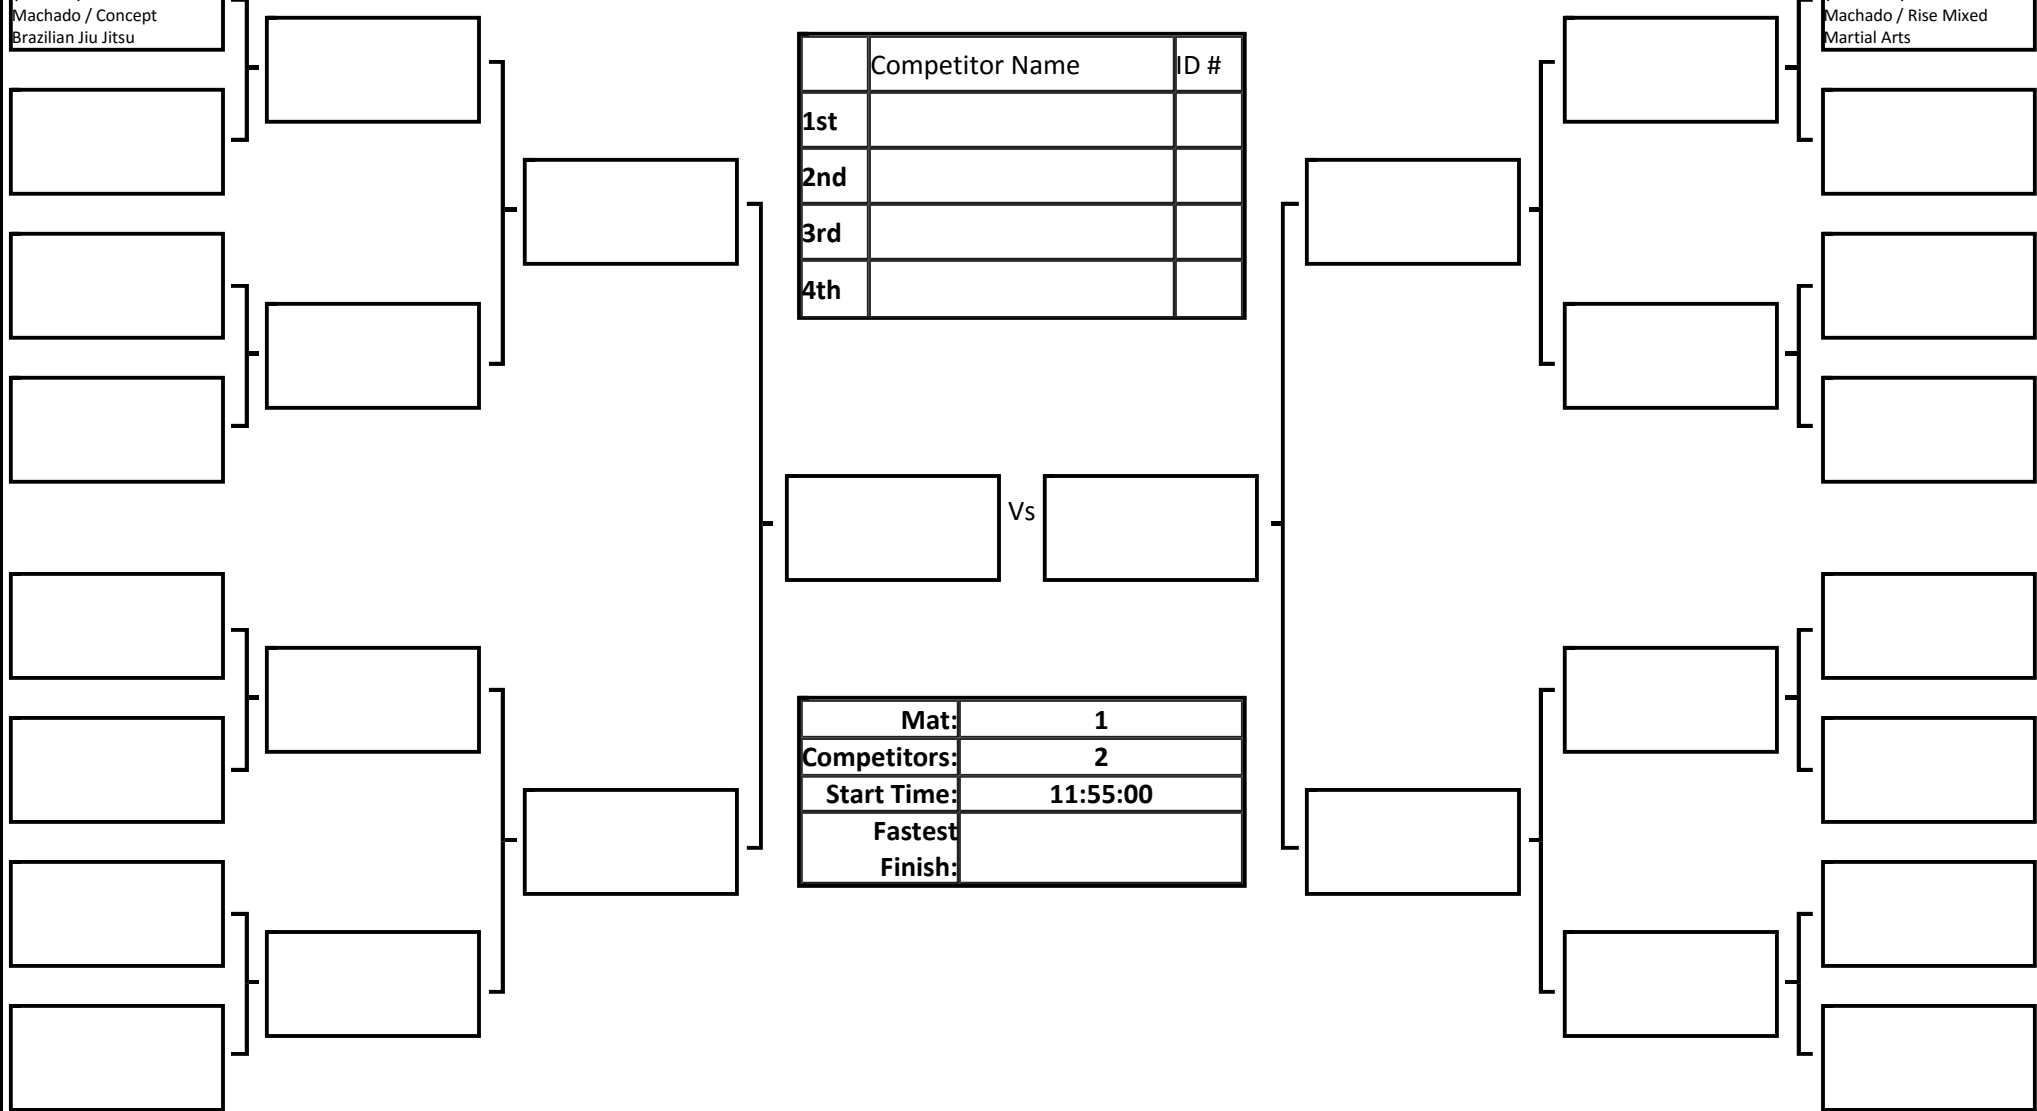 Machado / Concept
Brazilian Jiu Jitsu
Machado / Rise Mixed
Martial Arts
Competitor Name ID #
1st
2nd
3rd
4th
Vs
Mat: 1
Competitors: 2
Start Time: 11:55:00
Fastest
Finish: